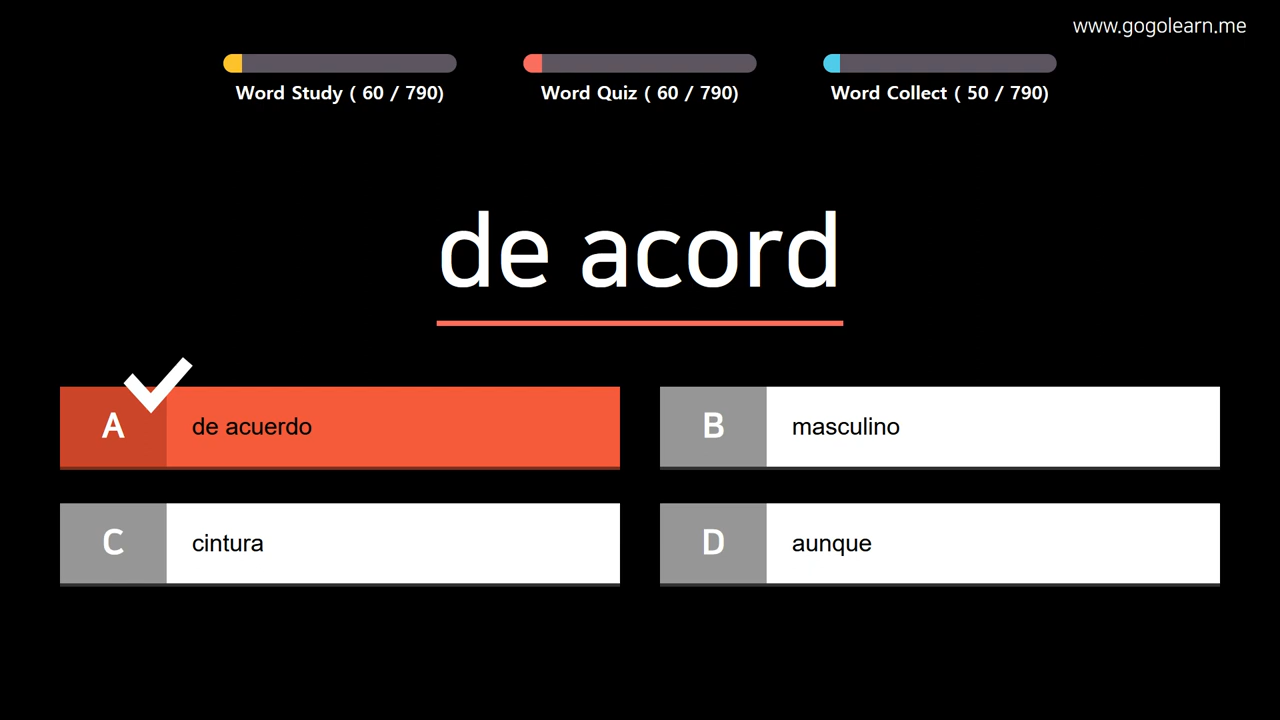 www.gogolearn.me
Word Study ( 60 / 790)
Word Quiz ( 60 / 790)
Word Collect ( 50 / 790)
de acord
A
de acuerdo
B
masculino
C
cintura
D
aunque